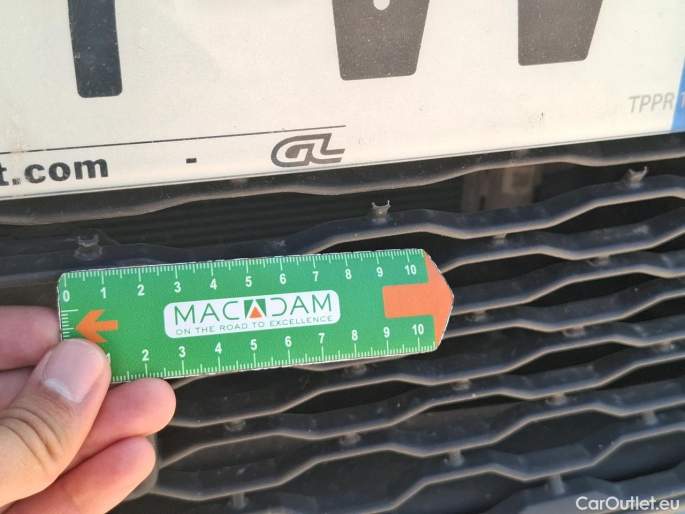 TPPR
t.com - GL
0 1 2 3 4 5 6 7 8 9 10
MACADAM
ON THE ROAD TO EXCELLENCE
1 2 3 4 5 6 7 8 9 10
CarOutlet.eu